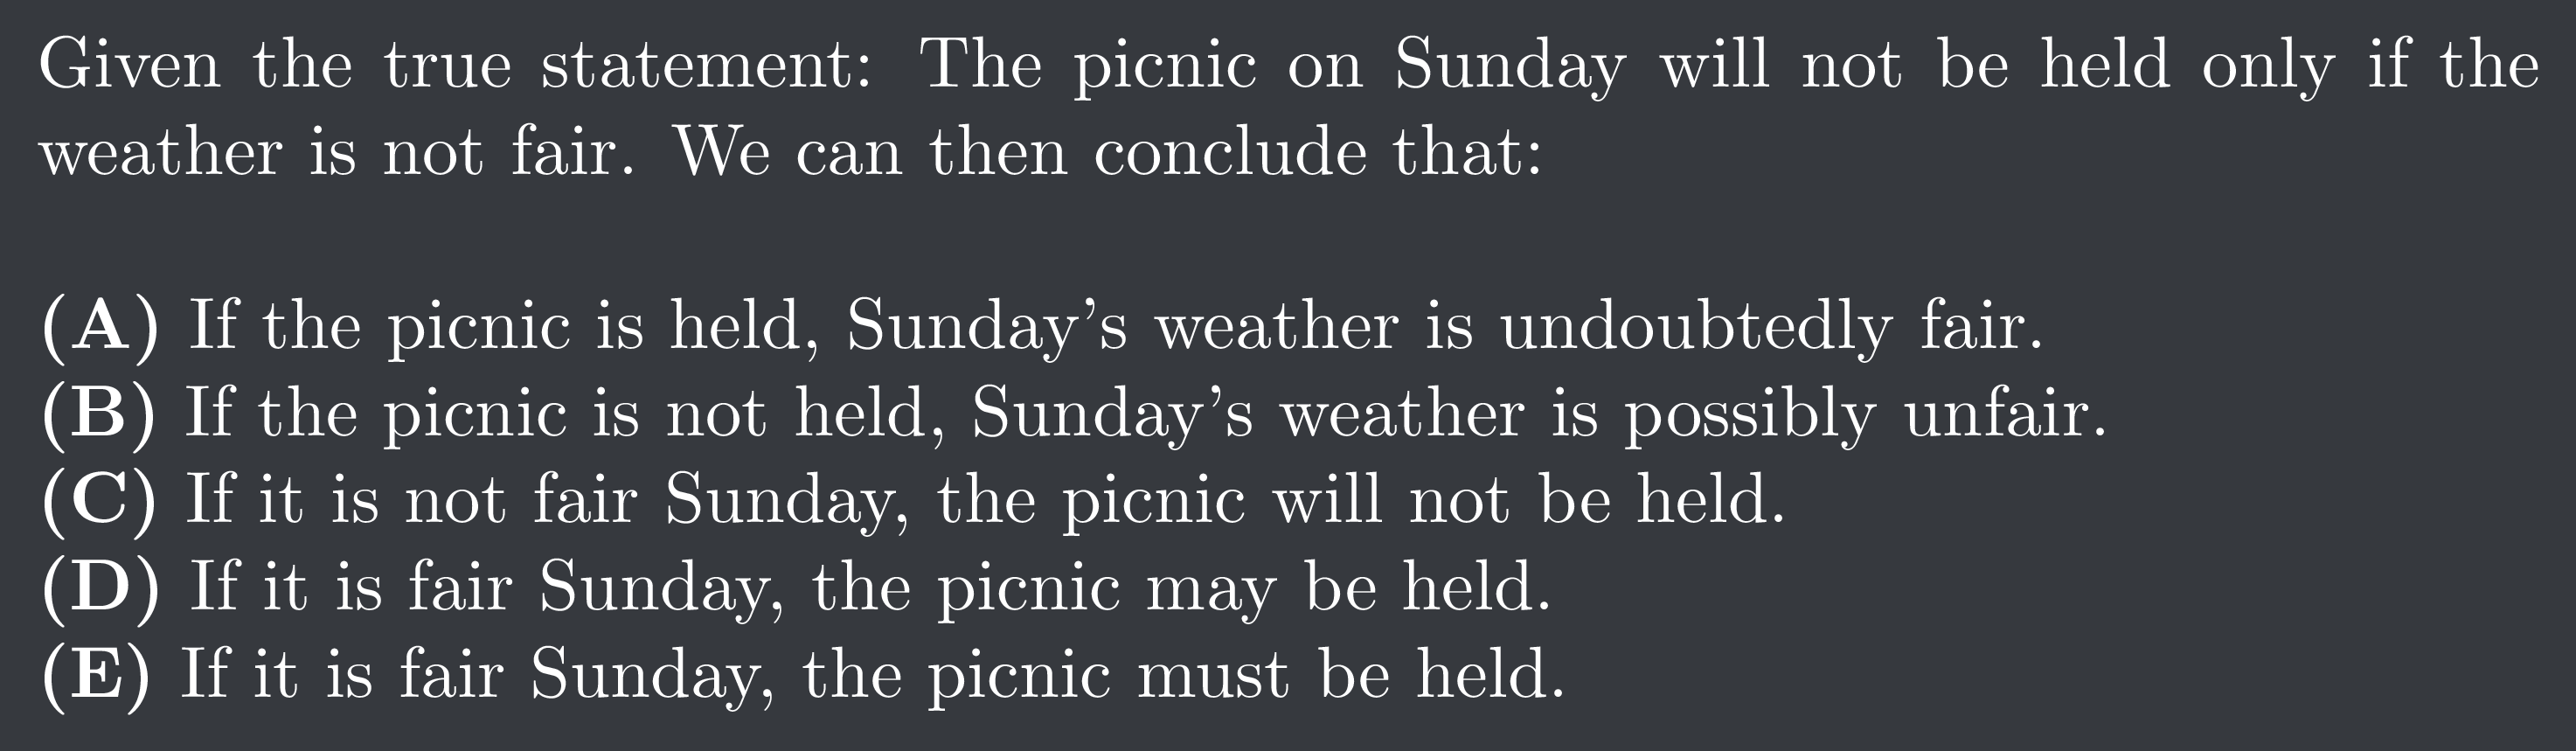 Given the true statement: The picnic on Sunday will not be held only if the
weather is not fair. We can then conclude that:
(A) If the picnic is held, Sunday's weather is undoubtedly fair.
(B) If the picnic is not held, Sunday's weather is possibly unfair.
(C) If it is not fair Sunday, the picnic will not be held.
(D) If it is fair Sunday, the picnic may be held.
(E) If it is fair Sunday, the picnic must be held.